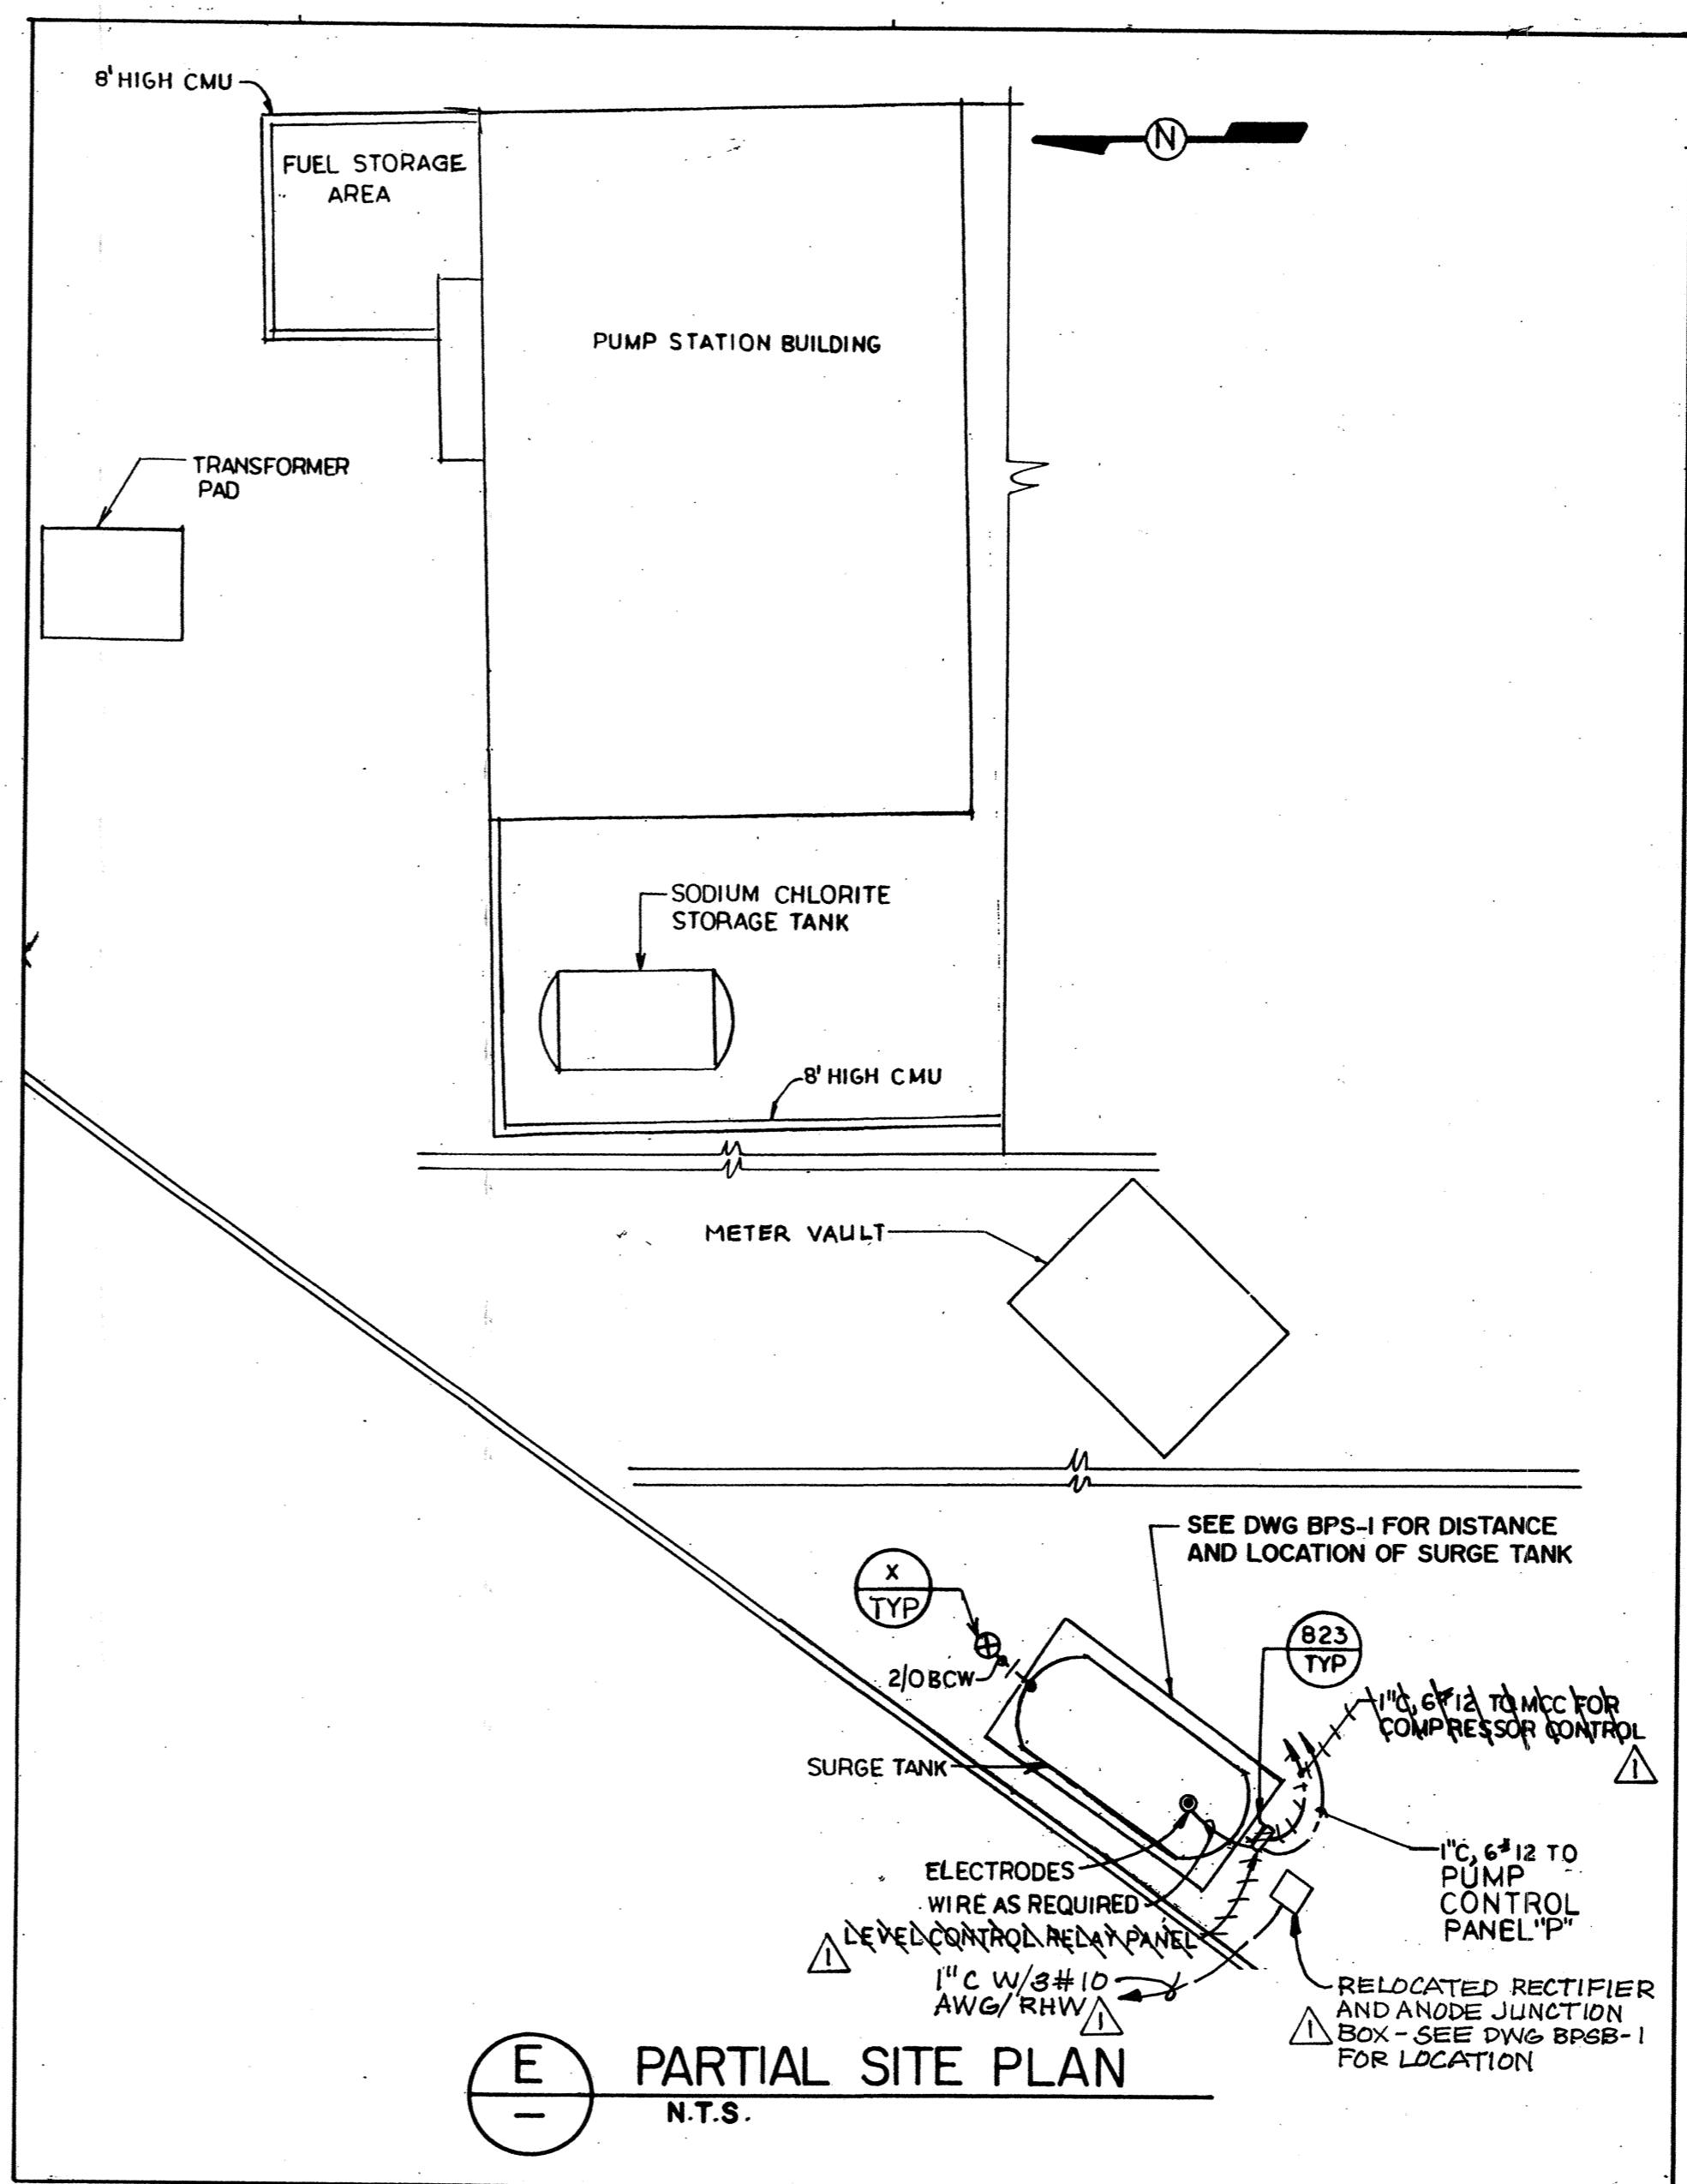 8' HIGH CMU
N
FUEL STORAGE
AREA
PUMP STATION BUILDING
TRANSFORMER
PAD
SODIUM CHLORITE
STORAGE TANK
8' HIGH CMU
METER VAULT
SEE DWG BPS-1 FOR DISTANCE
AND LOCATION OF SURGE TANK
X
TYP
823
TYP
2/0 BCW
1"C, 6#12 TO MCC FOR
COMPRESSOR CONTROL
1
SURGE TANK
1"C, 6#12 TO
PUMP
CONTROL
PANEL "P"
ELECTRODES
WIRE AS REQUIRED
LEVEL CONTROL RELAY PANEL
1
1" C W/3#10
AWG/RHW
1
RELOCATED RECTIFIER
AND ANODE JUNCTION
BOX - SEE DWG BPSB-1
FOR LOCATION
1
E
—
PARTIAL SITE PLAN
N.T.S.